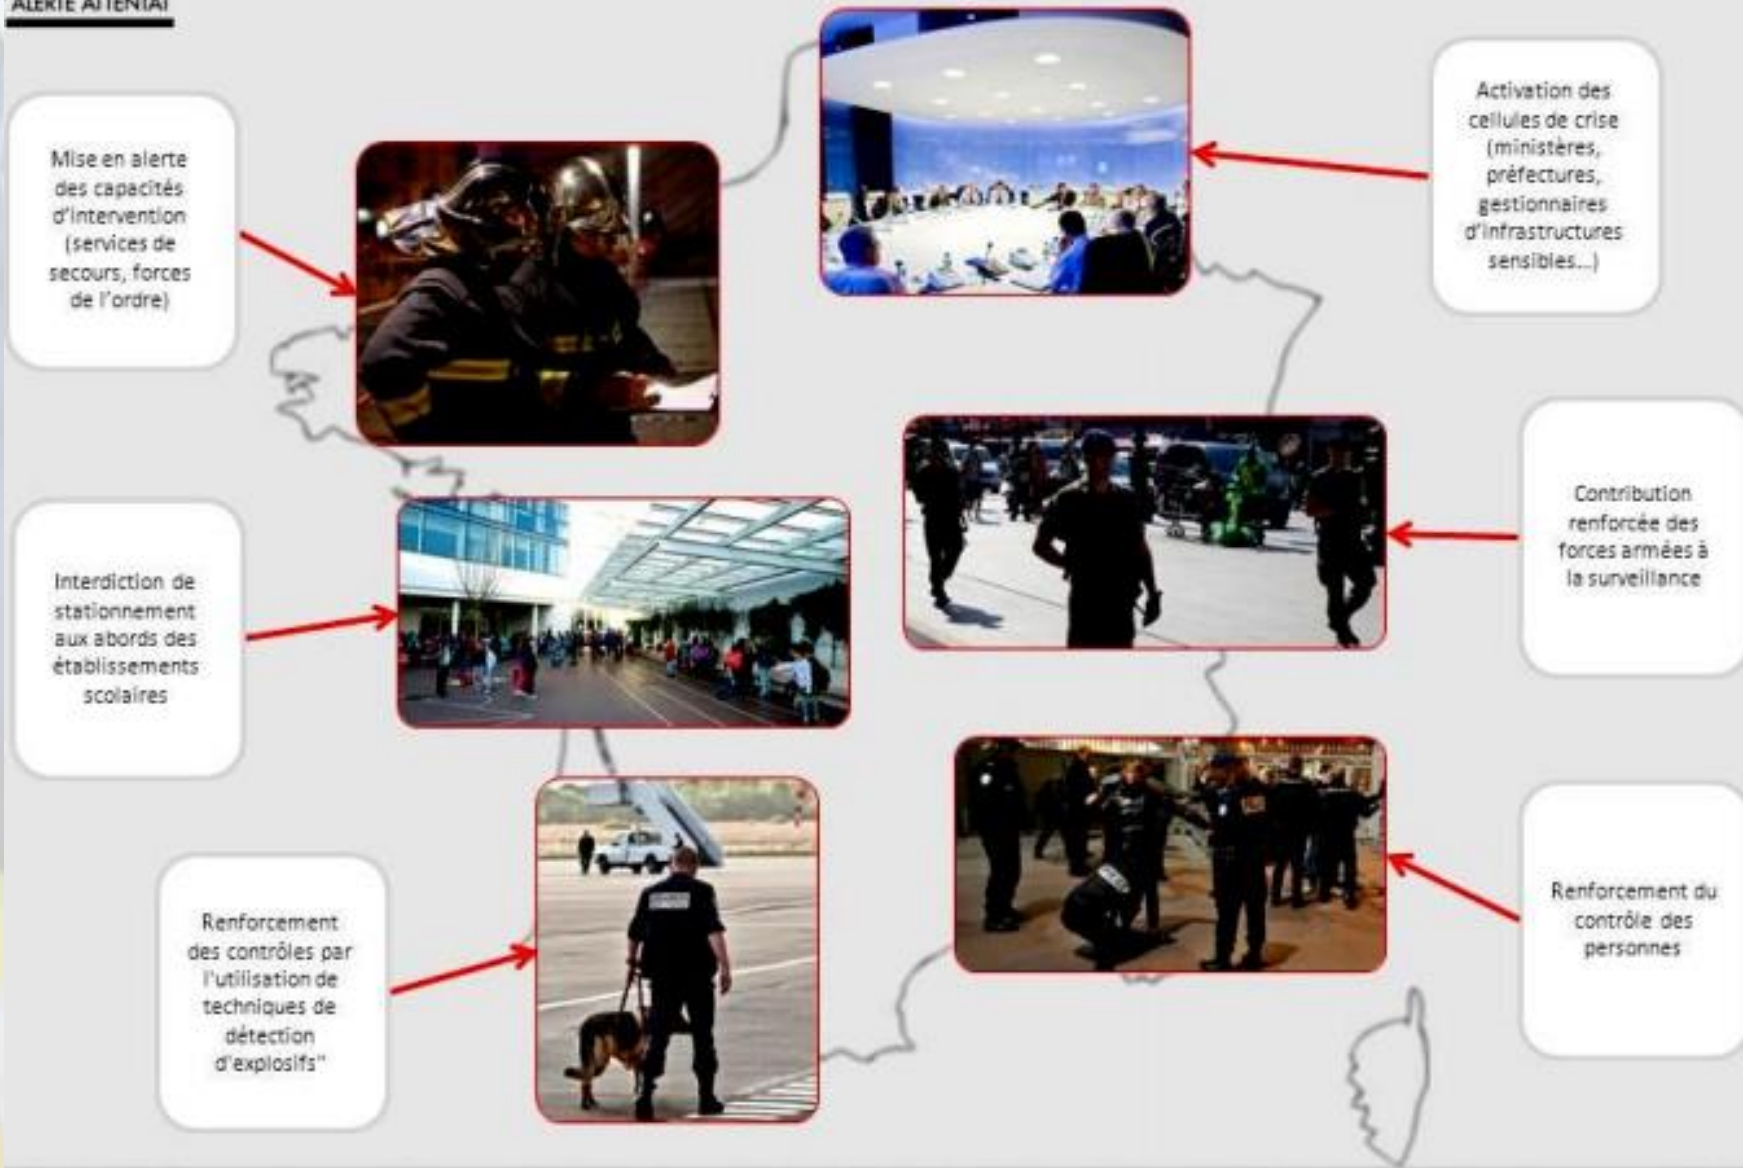 ALERTE ATTENTAT
Mise en alerte
des capacités
d'intervention
(services de
secours, forces
de l'ordre)
Activation des
cellules de crise
(ministères,
préfectures,
gestionnaires
d'infrastructures
sensibles...)
Interdiction de
stationnement
aux abords des
établissements
scolaires
Contribution
renforcée des
forces armées à
la surveillance
Renforcement
des contrôles par
l'utilisation de
techniques de
détection
d'explosifs"
Renforcement du
contrôle des
personnes